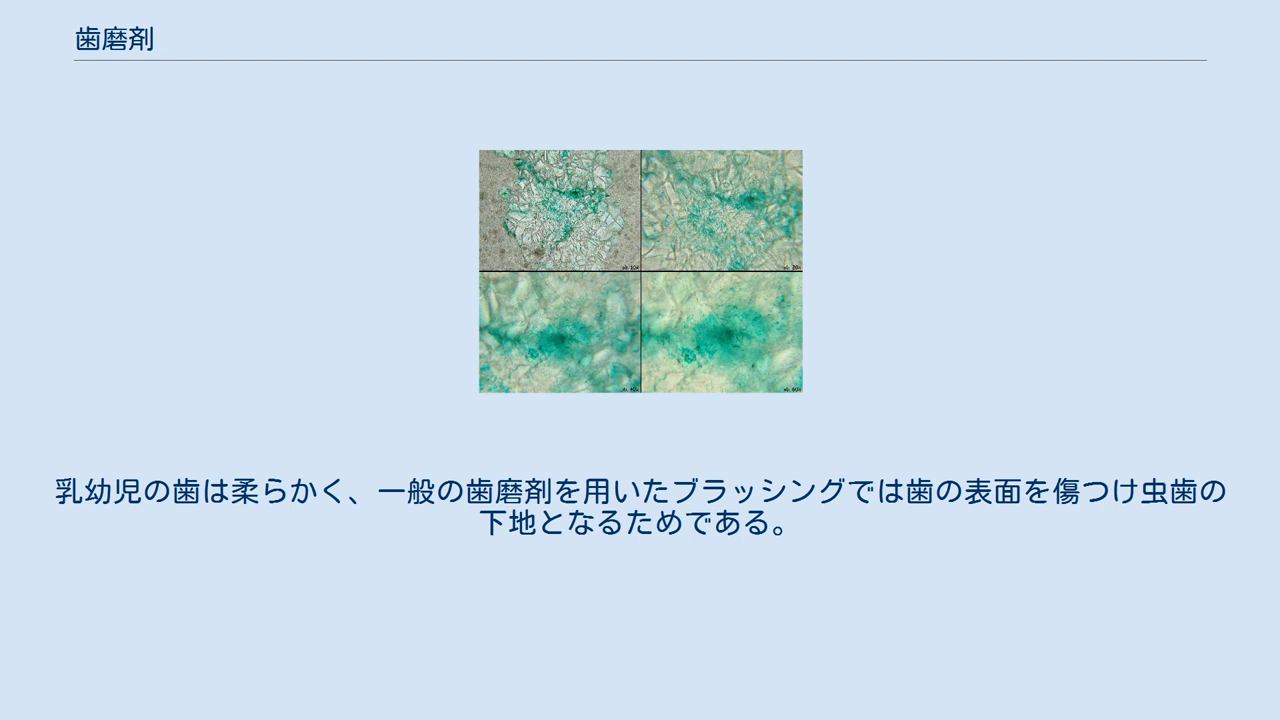 歯磨剤
乳幼児の歯は柔らかく、一般の歯磨剤を用いたブラッシングでは歯の表面を傷つけ虫歯の
下地となるためである。